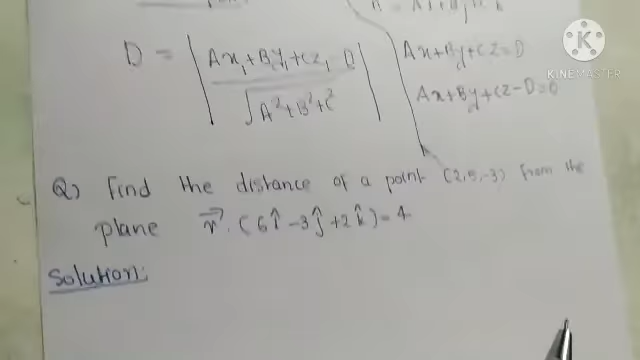 KINEMASTER
D = | Ax₁+By₁+Cz₁ D / √A²+B²+C² |
Ax+By+Cz=D
Ax+By+Cz-D=0
Q) Find the distance of a point (2,5,-3) from the
plane r⃗.(6î-3ĵ+2k̂)=4
Solution: